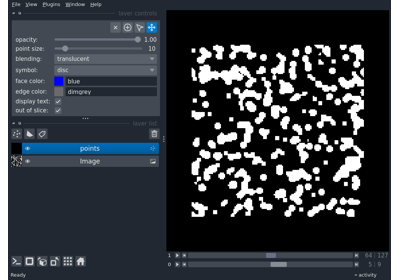 File View Plugins Window Help
layer controls
opacity: 1.00
point size: 10
blending: translucent
symbol: disc
face color: blue
edge color: dimgrey
display text:
out of slice:
layer list
points
Image
1 64 127
0 5 9
Ready activity